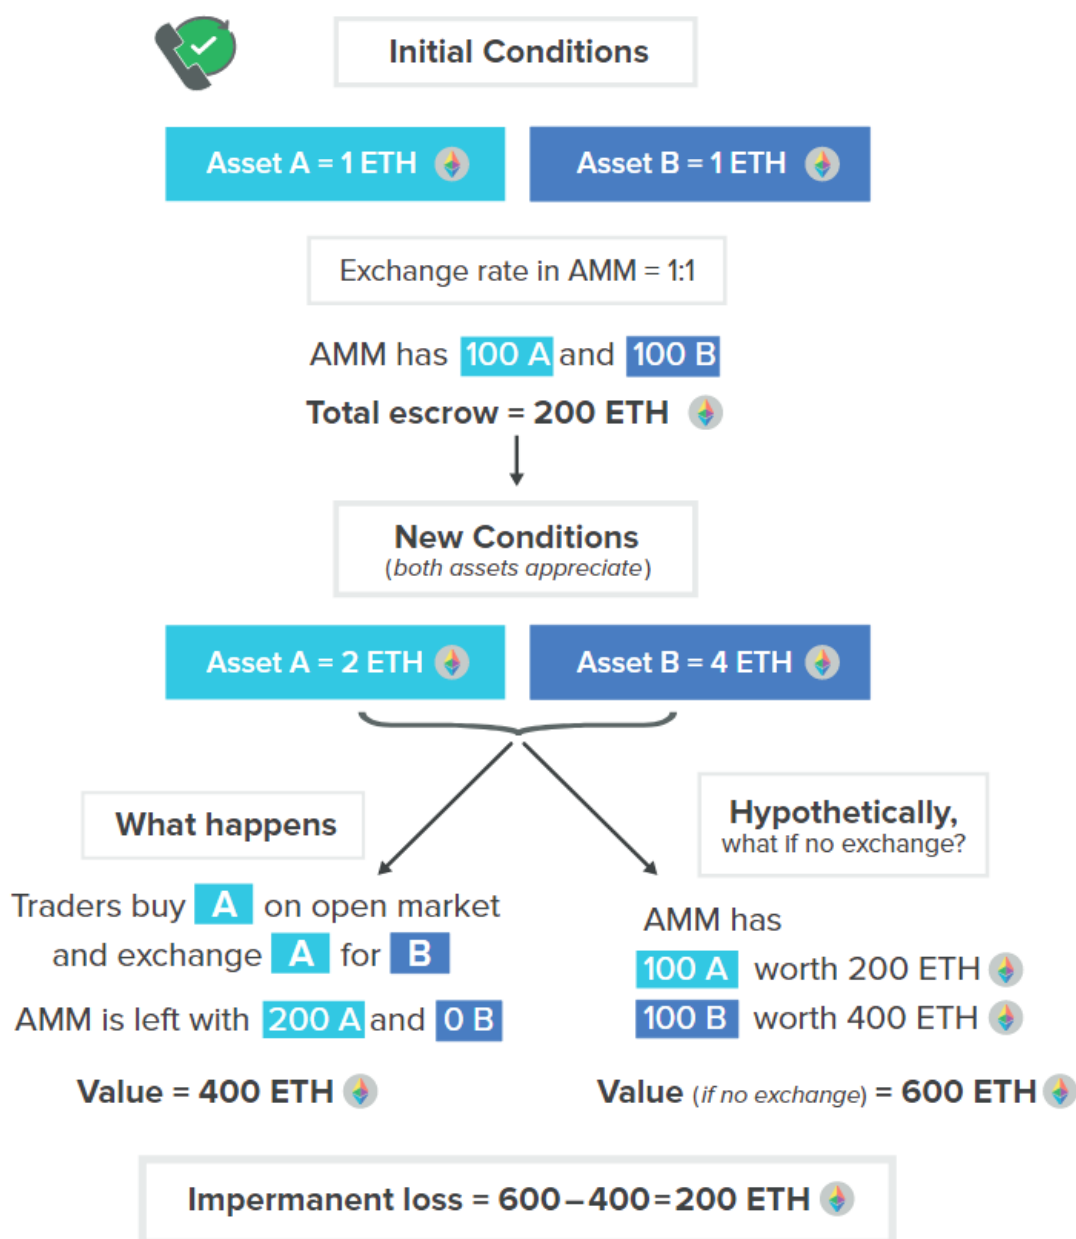 Initial Conditions
Asset A = 1 ETH
Asset B = 1 ETH
Exchange rate in AMM = 1:1
AMM has 100 A and 100 B
Total escrow = 200 ETH
New Conditions
(both assets appreciate)
Asset A = 2 ETH
Asset B = 4 ETH
What happens
Traders buy A on open market
and exchange A for B
AMM is left with 200 A and 0 B
Value = 400 ETH
Hypothetically,
what if no exchange?
AMM has
100 A worth 200 ETH
100 B worth 400 ETH
Value (if no exchange) = 600 ETH
Impermanent loss = 600–400=200 ETH